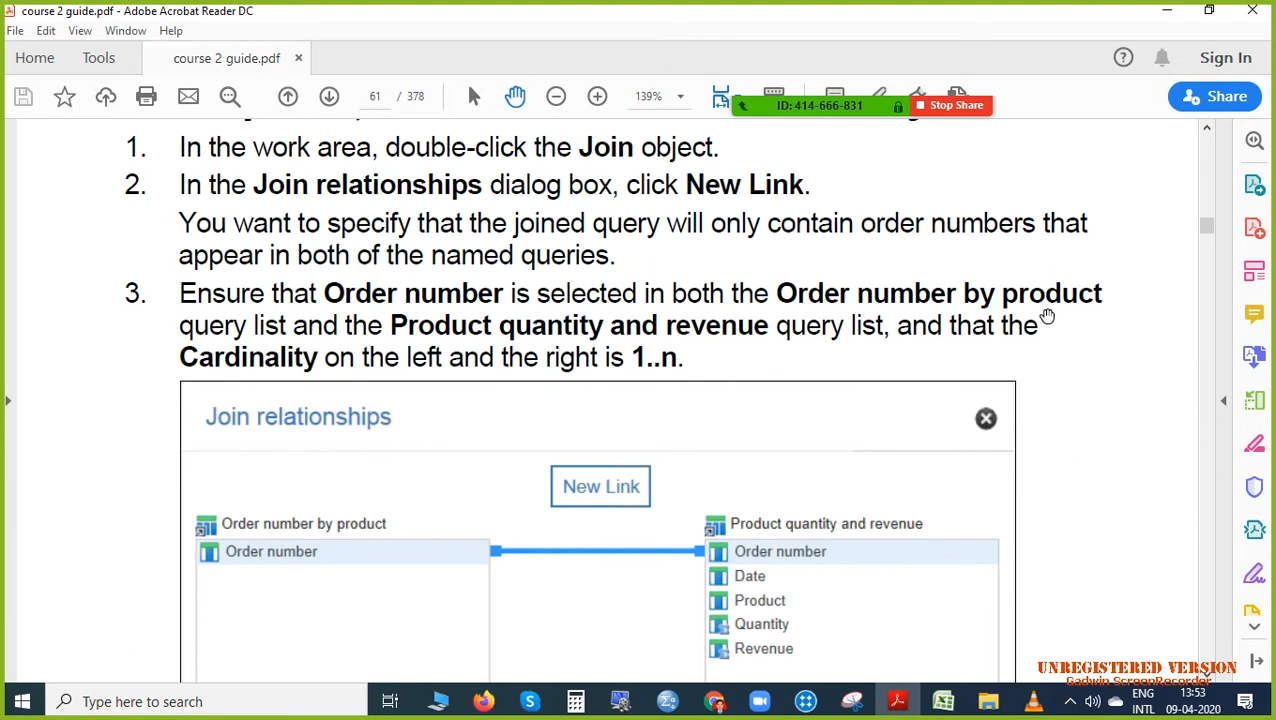 course 2 guide.pdf - Adobe Acrobat Reader DC
File Edit View Window Help
Home Tools course 2 guide.pdf × Sign In
61 / 378 139% Share
ID: 414-666-831 Stop Share
1. In the work area, double-click the Join object.
2. In the Join relationships dialog box, click New Link.
You want to specify that the joined query will only contain order numbers that
appear in both of the named queries.
3. Ensure that Order number is selected in both the Order number by product
query list and the Product quantity and revenue query list, and that the
Cardinality on the left and the right is 1..n.
Join relationships
New Link
Order number by product Product quantity and revenue
Order number Order number
Date
Product
Quantity
Revenue
UNREGISTERED VERSION
Gadwin ScreenRecorder
Type here to search ENG 13:53
INTL 09-04-2020